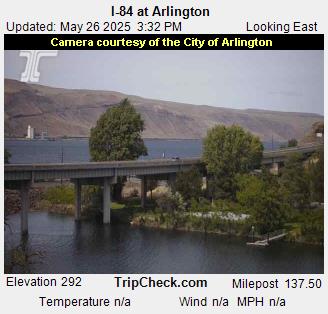 I-84 at Arlington
Updated: May 26 2025 3:32 PM Looking East
Camera courtesy of the City of Arlington
Elevation 292 TripCheck.com Milepost 137.50
Temperature n/a Wind n/a MPH n/a